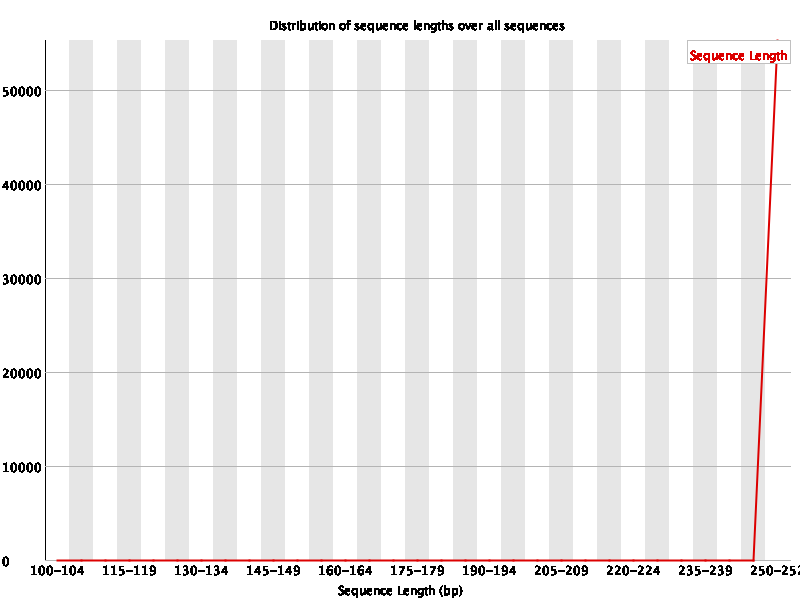 Distribution of sequence lengths over all sequences
Sequence Length
50000
40000
30000
20000
10000
0
100–104 115–119 130–134 145–149 160–164 175–179 190–194 205–209 220–224 235–239 250–252
Sequence Length (bp)